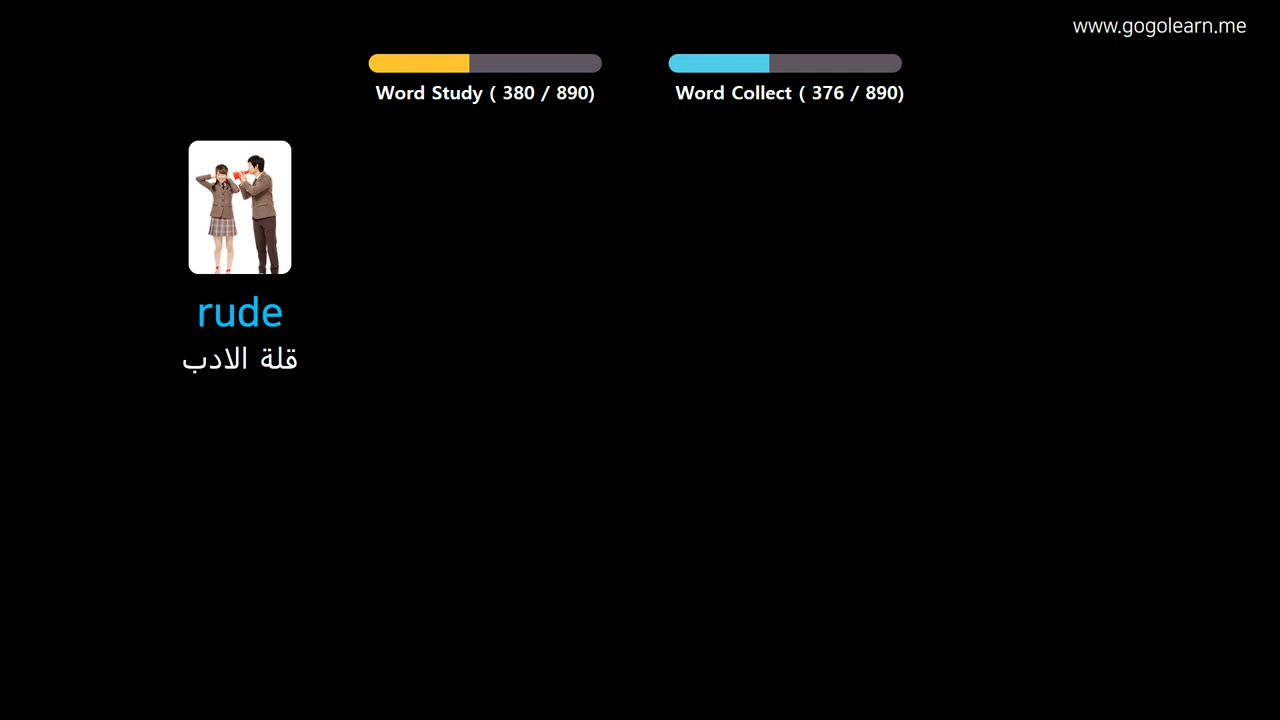 www.gogolearn.me
Word Study ( 380 / 890)
Word Collect ( 376 / 890)
rude
قلة الادب